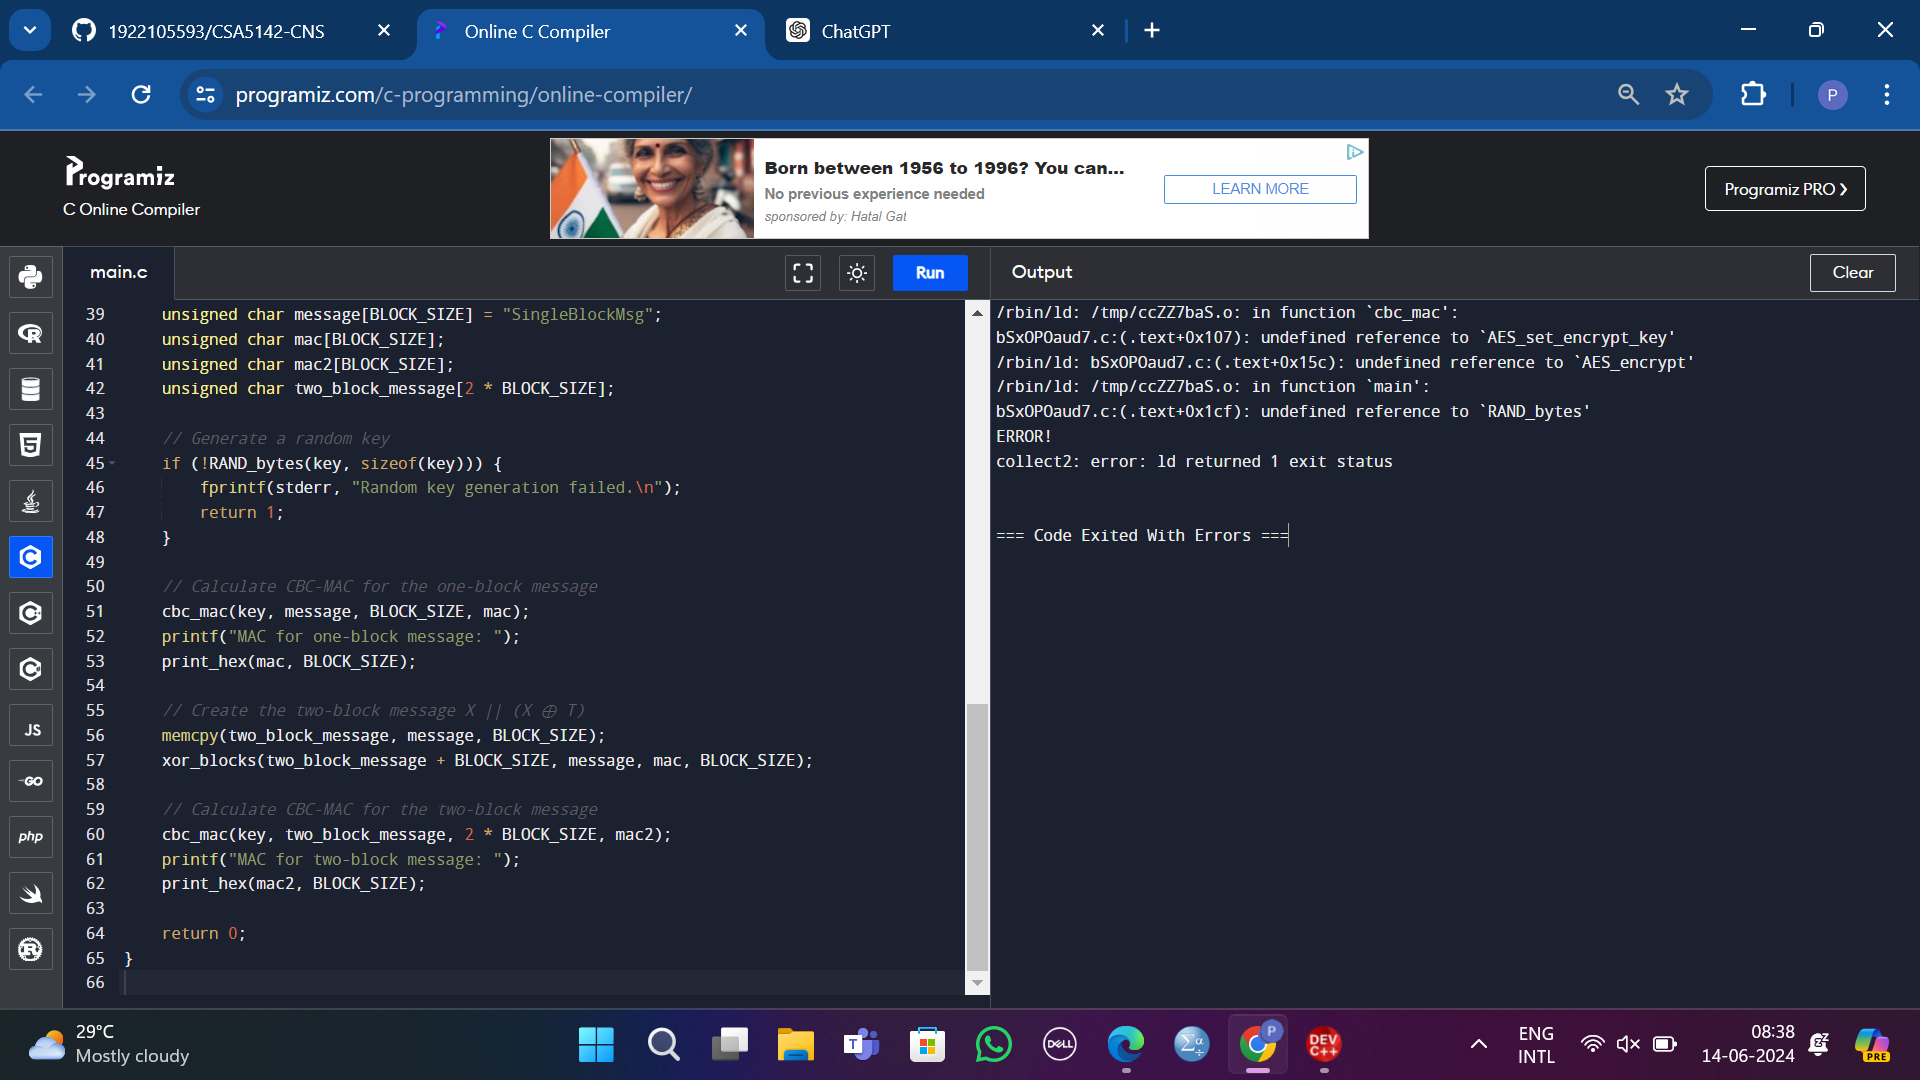 1922105593/CSA5142-CNS
Online C Compiler
ChatGPT
programiz.com/c-programming/online-compiler/
P
Programiz
C Online Compiler
Born between 1956 to 1996? You can...
No previous experience needed
sponsored by: Hatal Gat
LEARN MORE
Programiz PRO
main.c
Run
Output
Clear
39 unsigned char message[BLOCK_SIZE] = "SingleBlockMsg";
40 unsigned char mac[BLOCK_SIZE];
41 unsigned char mac2[BLOCK_SIZE];
42 unsigned char two_block_message[2 * BLOCK_SIZE];
43
44 // Generate a random key
45 if (!RAND_bytes(key, sizeof(key))) {
46 fprintf(stderr, "Random key generation failed.\n");
47 return 1;
48 }
49
50 // Calculate CBC-MAC for the one-block message
51 cbc_mac(key, message, BLOCK_SIZE, mac);
52 printf("MAC for one-block message: ");
53 print_hex(mac, BLOCK_SIZE);
54
55 // Create the two-block message X || (X ⊕ T)
56 memcpy(two_block_message, message, BLOCK_SIZE);
57 xor_blocks(two_block_message + BLOCK_SIZE, message, mac, BLOCK_SIZE);
58
59 // Calculate CBC-MAC for the two-block message
60 cbc_mac(key, two_block_message, 2 * BLOCK_SIZE, mac2);
61 printf("MAC for two-block message: ");
62 print_hex(mac2, BLOCK_SIZE);
63
64 return 0;
65 }
66
/rbin/ld: /tmp/ccZZ7baS.o: in function `cbc_mac':
bSxOPOaud7.c:(.text+0x107): undefined reference to `AES_set_encrypt_key'
/rbin/ld: bSxOPOaud7.c:(.text+0x15c): undefined reference to `AES_encrypt'
/rbin/ld: /tmp/ccZZ7baS.o: in function `main':
bSxOPOaud7.c:(.text+0x1cf): undefined reference to `RAND_bytes'
ERROR!
collect2: error: ld returned 1 exit status
=== Code Exited With Errors ===
JS
GO
php
29°C
Mostly cloudy
DELL
P
DEV
C++
ENG
INTL
08:38
14-06-2024
PRE